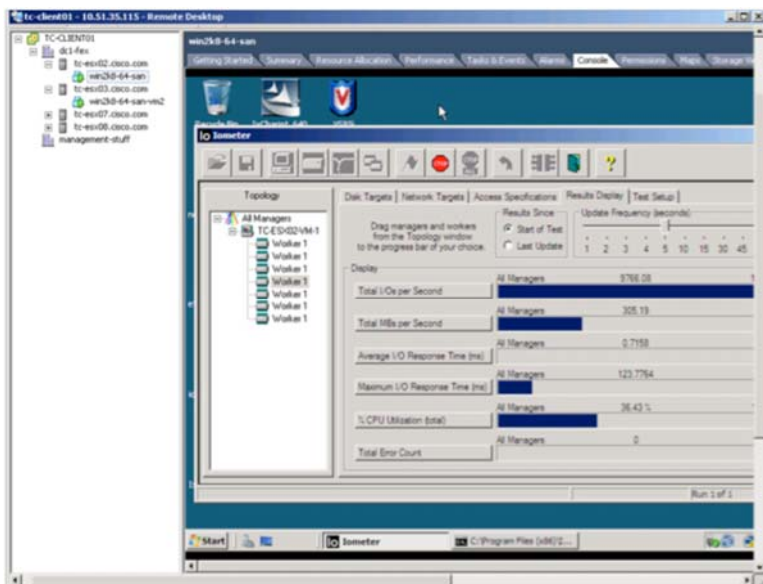 tc-client01 - 10.51.35.115 - Remote Desktop
TC-CLIENT01
dc1-fex
tc-esx02.cisco.com
win2k8-64-san
tc-esx03.cisco.com
win2k8-64-san-vm2
tc-esx07.cisco.com
tc-esx08.cisco.com
management-stuff
win2k8-64-san
Getting Started Summary Resource Allocation Performance Tasks & Events Alarms Console Permissions Maps Storage
Recycle Bin
Iometer
STOP
Topology
All Managers
TC-ESX02-VM-1
Worker 1
Worker 1
Worker 1
Worker 1
Worker 1
Worker 1
Worker 1
Disk Targets Network Targets Access Specifications Results Display Test Setup
Drag managers and workers
from the Topology window
to the progress bar of your choice.
Results Since
Start of Test
Last Update
Update Frequency (seconds)
1 2 3 4 5 10 15 30 45
Display
All Managers 9766.08
Total I/Os per Second
All Managers 305.19
Total MBs per Second
All Managers 0.7158
Average I/O Response Time (ms)
All Managers 123.7764
Maximum I/O Response Time (ms)
All Managers 36.43 %
% CPU Utilization (total)
All Managers 0
Total Error Count
Run 1 of 1
Start
Iometer
C:\Program Files (x86)\